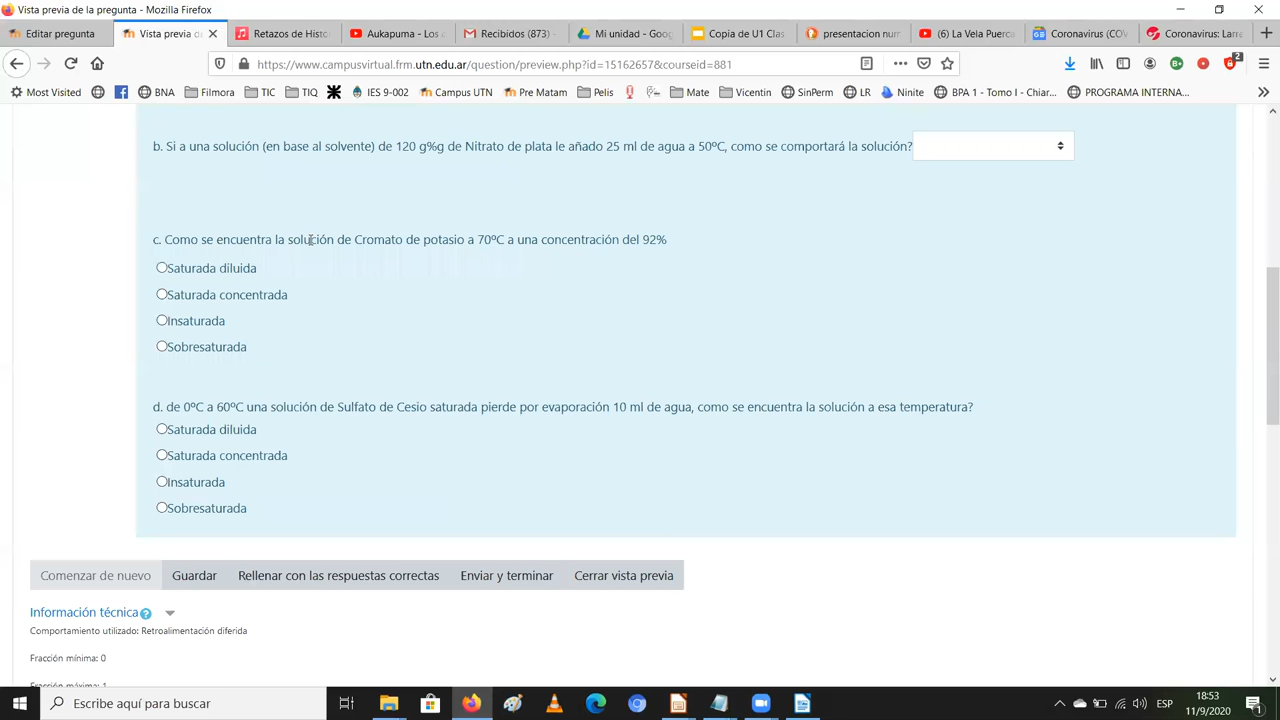 Vista previa de la pregunta - Mozilla Firefox
Editar pregunta
Vista previa de
Retazos de Histo
Aukapuma - Los
Recibidos (873) -
Mi unidad - Goog
Copia de U1 Clas
presentacion num
(6) La Vela Puerca
Coronavirus (COV
Coronavirus: Larre
https://www.campusvirtual.frm.utn.edu.ar/question/preview.php?id=15162657&courseid=881
2
Most Visited
BNA
Filmora
TIC
TIQ
IES 9-002
Campus UTN
Pre Matam
Pelis
Mate
Vicentin
SinPerm
LR
Ninite
BPA 1 - Tomo I - Chiar...
PROGRAMA INTERNA...
b. Si a una solución (en base al solvente) de 120 g%g de Nitrato de plata le añado 25 ml de agua a 50ºC, como se comportará la solución?
c. Como se encuentra la solución de Cromato de potasio a 70ºC a una concentración del 92%
Saturada diluida
Saturada concentrada
Insaturada
Sobresaturada
d. de 0ºC a 60ºC una solución de Sulfato de Cesio saturada pierde por evaporación 10 ml de agua, como se encuentra la solución a esa temperatura?
Saturada diluida
Saturada concentrada
Insaturada
Sobresaturada
Comenzar de nuevo
Guardar
Rellenar con las respuestas correctas
Enviar y terminar
Cerrar vista previa
Información técnica
Comportamiento utilizado: Retroalimentación diferida
Fracción mínima: 0
Fracción máxima: 1
Escribe aquí para buscar
ESP
18:53
11/9/2020
1